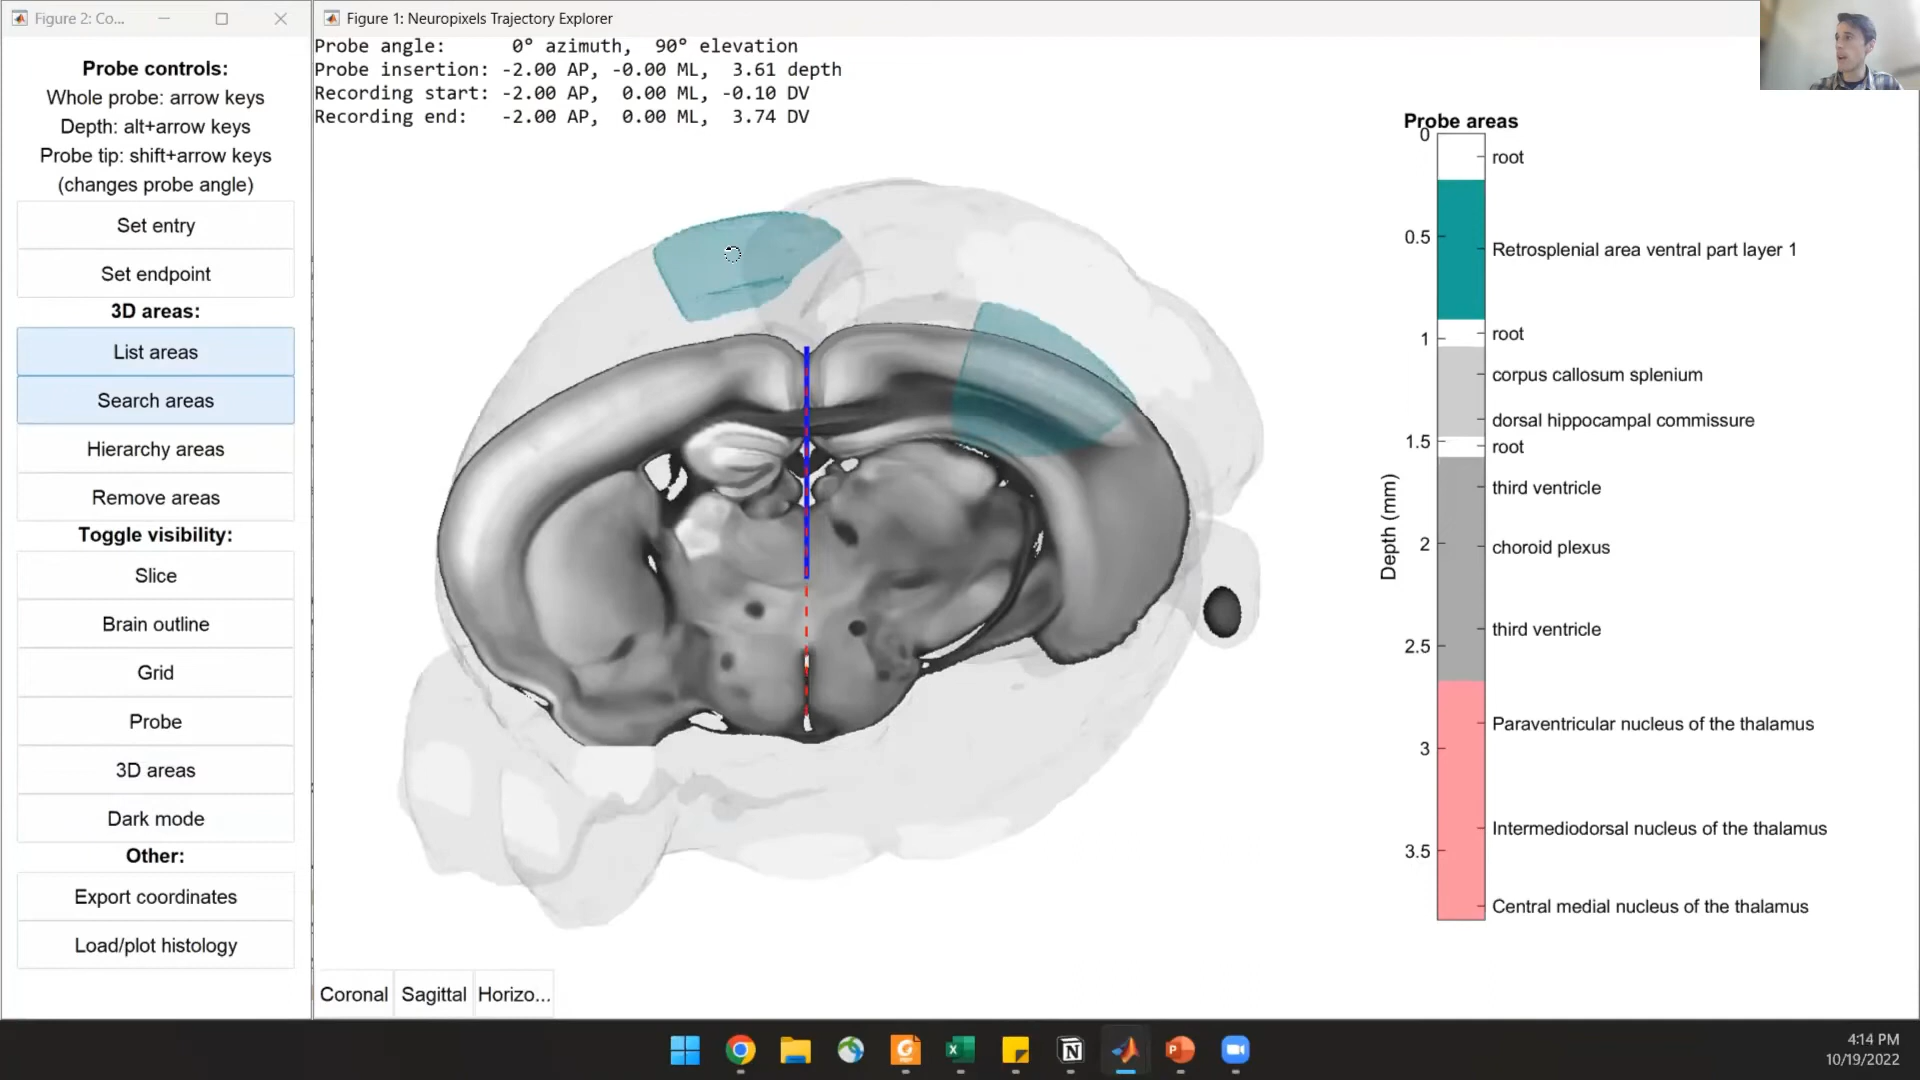 Figure 2: Co...
Probe controls:
Whole probe: arrow keys
Depth: alt+arrow keys
Probe tip: shift+arrow keys
(changes probe angle)
Set entry
Set endpoint
3D areas:
List areas
Search areas
Hierarchy areas
Remove areas
Toggle visibility:
Slice
Brain outline
Grid
Probe
3D areas
Dark mode
Other:
Export coordinates
Load/plot histology
Figure 1: Neuropixels Trajectory Explorer
Probe angle: 0° azimuth, 90° elevation
Probe insertion: -2.00 AP, -0.00 ML, 3.61 depth
Recording start: -2.00 AP, 0.00 ML, -0.10 DV
Recording end: -2.00 AP, 0.00 ML, 3.74 DV
Coronal Sagittal Horizo...
Probe areas
0
root
0.5
Retrosplenial area ventral part layer 1
1
root
corpus callosum splenium
dorsal hippocampal commissure
1.5
root
third ventricle
2
choroid plexus
third ventricle
2.5
Paraventricular nucleus of the thalamus
3
Intermediodorsal nucleus of the thalamus
3.5
Central medial nucleus of the thalamus
Depth (mm)
4:14 PM
10/19/2022